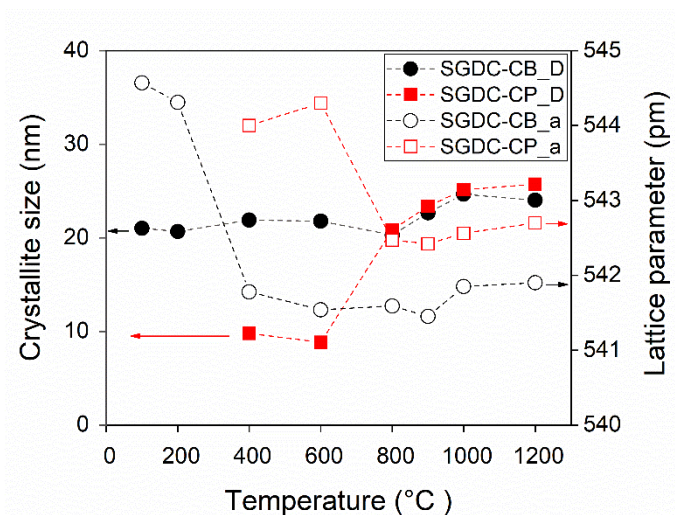 40
30
20
10
0
Crystallite size (nm)
545
544
543
542
541
540
Lattice parameter (pm)
SGDC-CB_D
SGDC-CP_D
SGDC-CB_a
SGDC-CP_a
0 200 400 600 800 1000 1200
Temperature (°C )